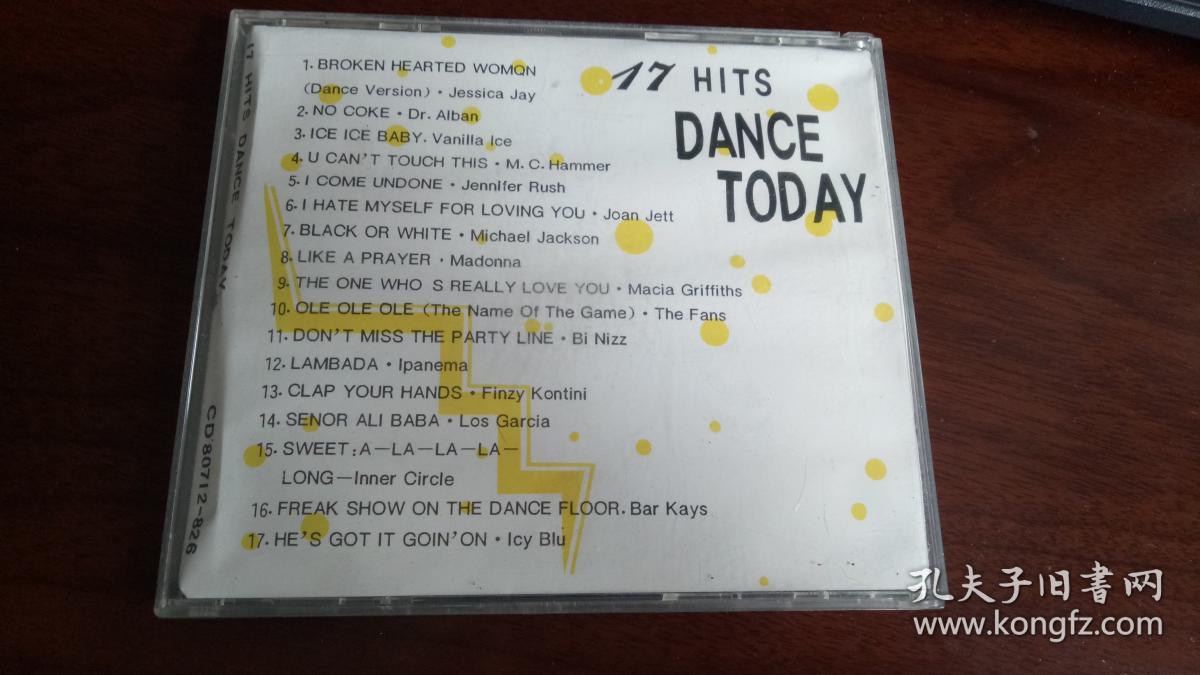 17 HITS
DANCE
TODAY
1. BROKEN HEARTED WOMQN
(Dance Version) • Jessica Jay
2. NO COKE • Dr. Alban
3. ICE ICE BABY. Vanilla Ice
4. U CAN'T TOUCH THIS • M. C. Hammer
5. I COME UNDONE • Jennifer Rush
6. I HATE MYSELF FOR LOVING YOU • Joan Jett
7. BLACK OR WHITE • Michael Jackson
8. LIKE A PRAYER • Madonna
9. THE ONE WHO S REALLY LOVE YOU • Macia Griffiths
10. OLE OLE OLE (The Name Of The Game) • The Fans
11. DON'T MISS THE PARTY LINE • Bi Nizz
12. LAMBADA • Ipanema
13. CLAP YOUR HANDS • Finzy Kontini
14. SENOR ALI BABA • Los Garcia
15. SWEET: A—LA—LA—LA—
LONG—Inner Circle
16. FREAK SHOW ON THE DANCE FLOOR. Bar Kays
17. HE'S GOT IT GOIN'ON • Icy Blu
17 HITS DANCE TODAY
CD'80712-826
孔夫子旧书网
www.kongfz.com